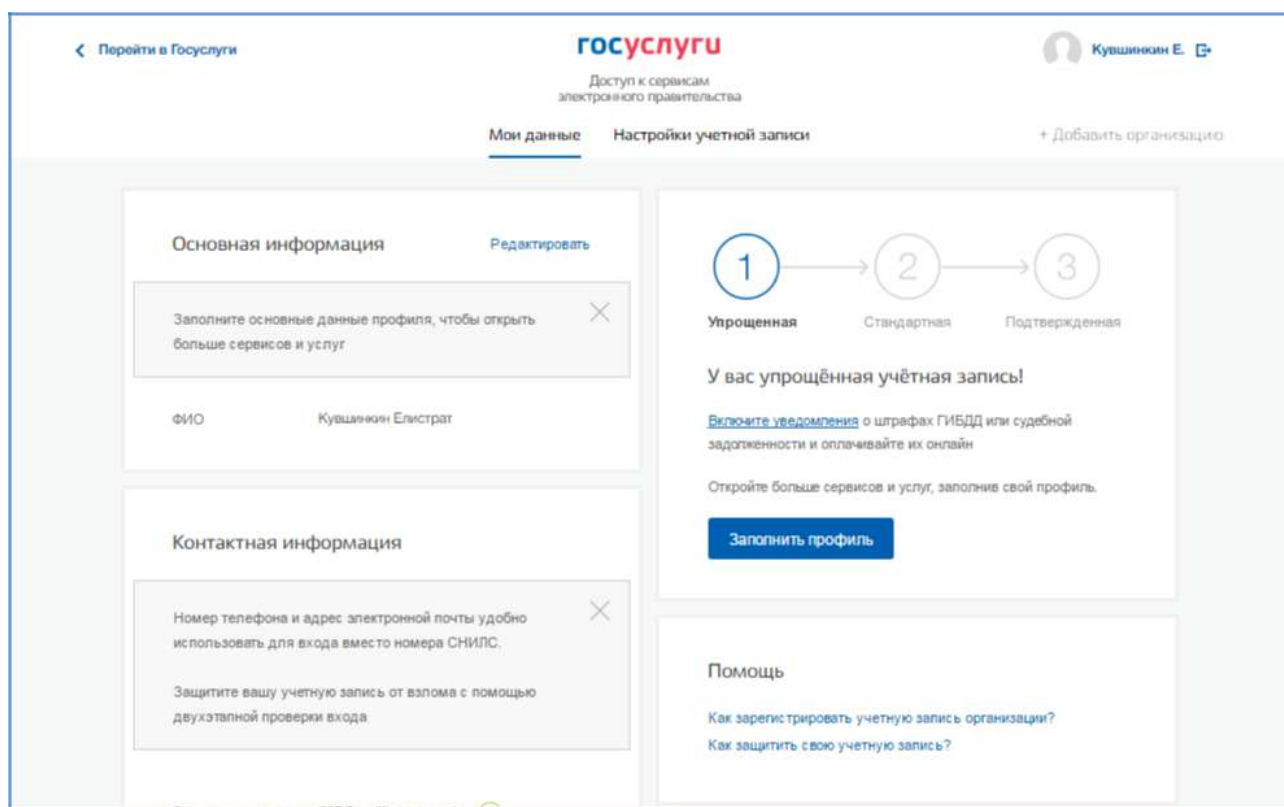 Перейти в Госуслуги
госуслуги
Кувшинкин Е.
Доступ к сервисам
электронного правительства
Мои данные
Настройки учетной записи
+ Добавить организацию
Основная информация
Редактировать
Заполните основные данные профиля, чтобы открыть
больше сервисов и услуг
ФИО
Кувшинкин Елистрат
Контактная информация
Номер телефона и адрес электронной почты удобно
использовать для входа вместо номера СНИЛС.
Защитите вашу учетную запись от взлома с помощью
двухэтапной проверки входа
1
2
3
Упрощенная
Стандартная
Подтвержденная
У вас упрощённая учётная запись!
Включите уведомления о штрафах ГИБДД или судебной
задолженности и оплачивайте их онлайн
Откройте больше сервисов и услуг, заполнив свой профиль.
Заполнить профиль
Помощь
Как зарегистрировать учетную запись организации?
Как защитить свою учетную запись?